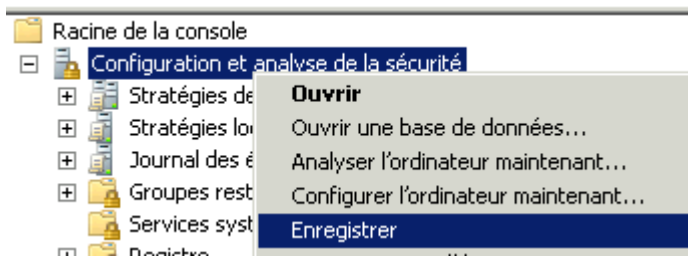 Racine de la console
Configuration et analyse de la sécurité
Stratégies de
Ouvrir
Stratégies lo
Ouvrir une base de données...
Journal des é
Analyser l'ordinateur maintenant...
Groupes rest
Configurer l'ordinateur maintenant...
Services syst
Enregistrer
Registre